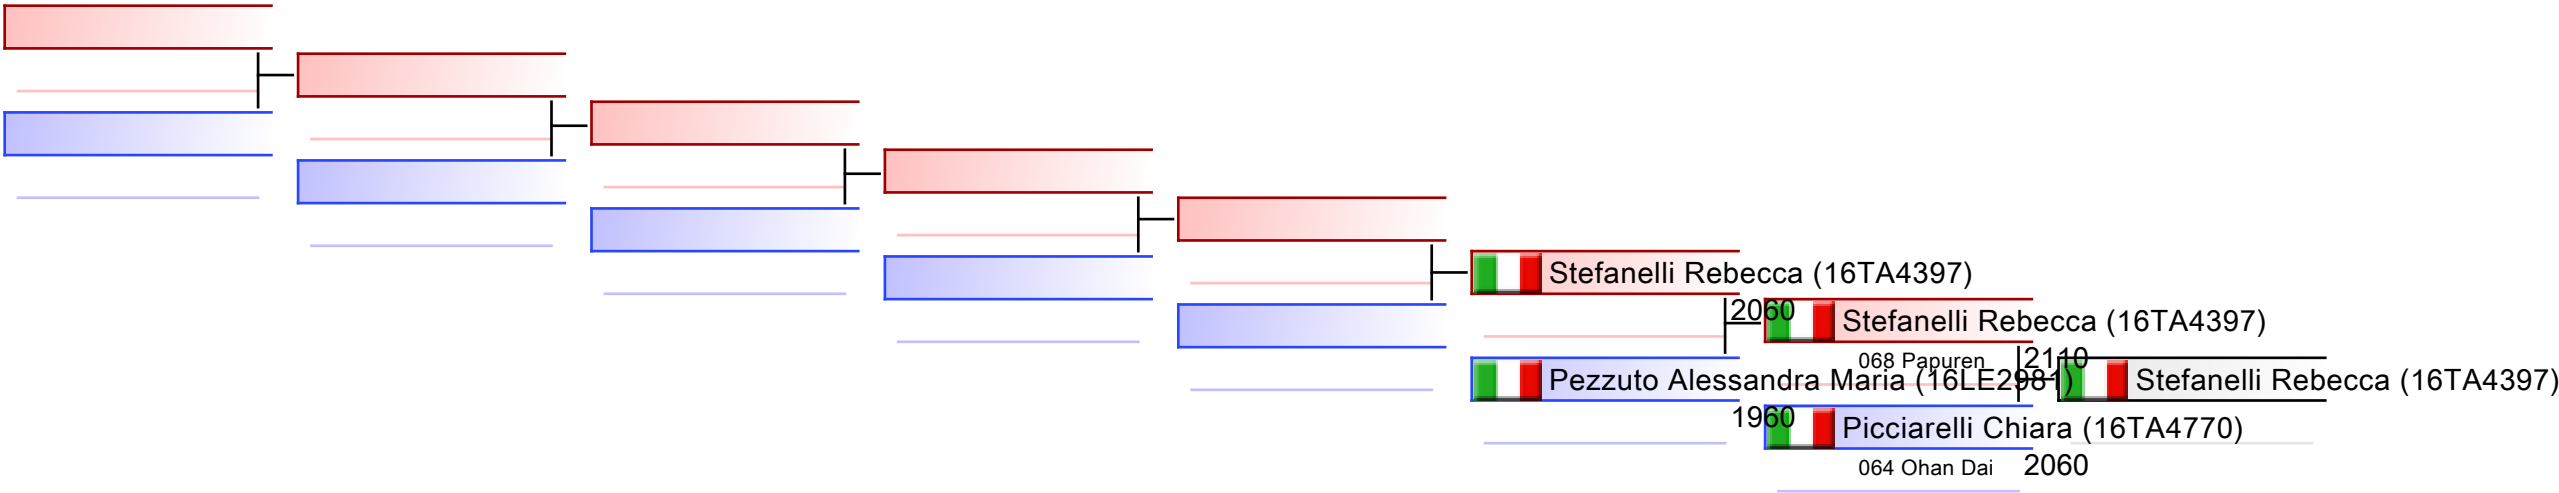 Stefanelli Rebecca (16TA4397)
2060
Stefanelli Rebecca (16TA4397)
068 Papuren
2110
Pezzuto Alessandra Maria (16LE2981)
Stefanelli Rebecca (16TA4397)
1960
Picciarelli Chiara (16TA4770)
064 Ohan Dai
2060